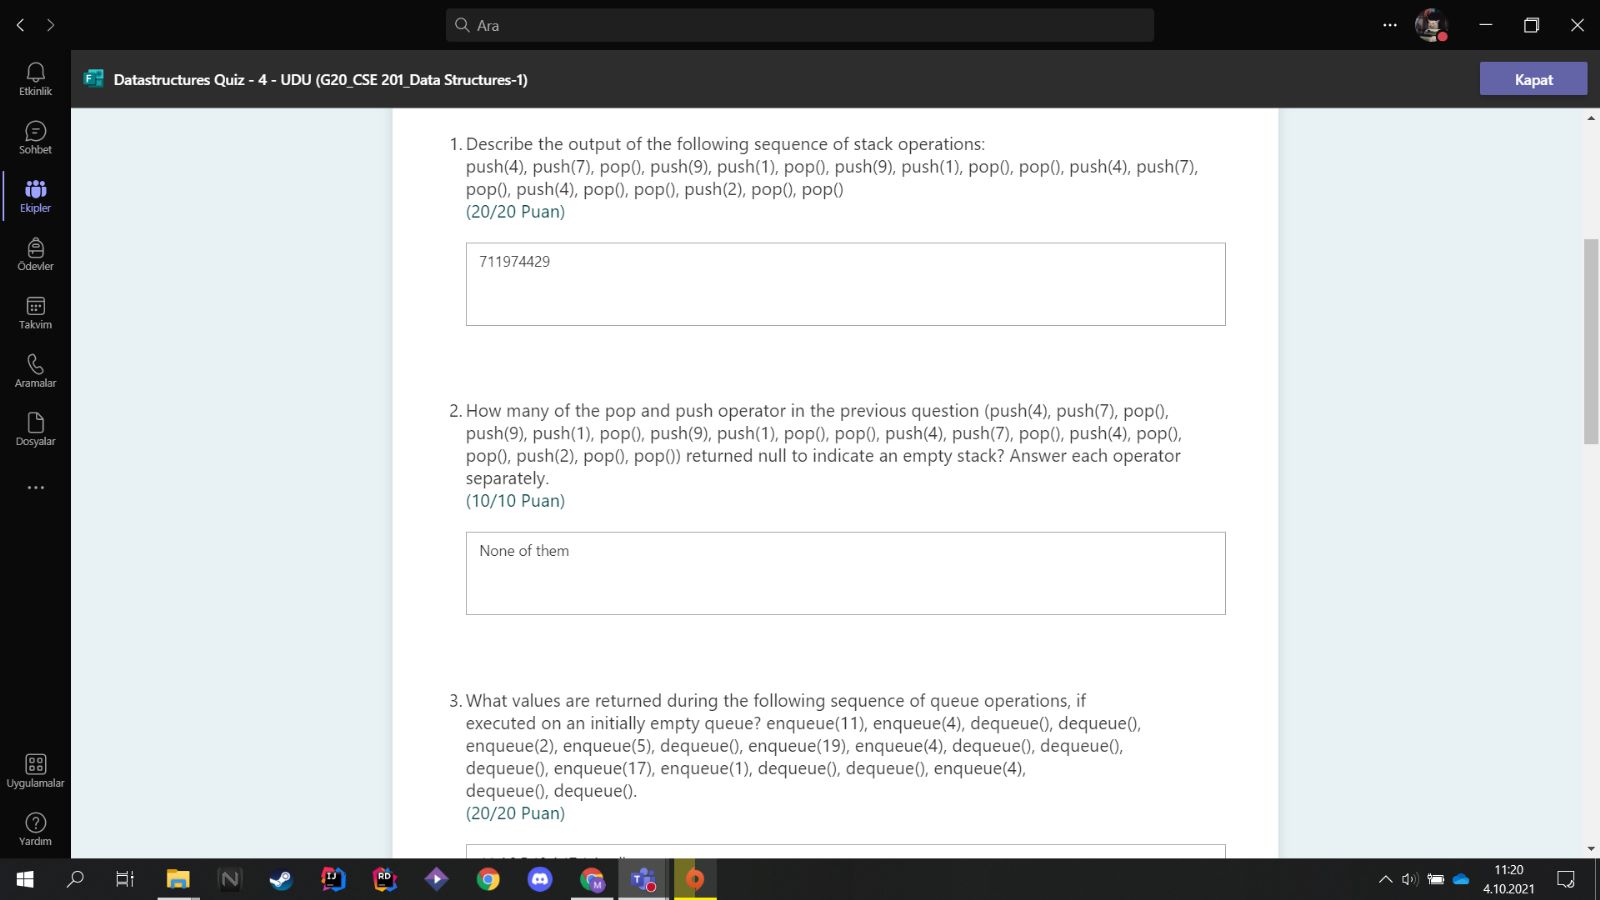 Ara
Datastructures Quiz - 4 - UDU (G20_CSE 201_Data Structures-1)
Kapat
Etkinlik
Sohbet
Ekipler
Ödevler
Takvim
Aramalar
Dosyalar
Uygulamalar
Yardım
1. Describe the output of the following sequence of stack operations:
push(4), push(7), pop(), push(9), push(1), pop(), push(9), push(1), pop(), pop(), push(4), push(7),
pop(), push(4), pop(), pop(), push(2), pop(), pop()
(20/20 Puan)
711974429
2. How many of the pop and push operator in the previous question (push(4), push(7), pop(),
push(9), push(1), pop(), push(9), push(1), pop(), pop(), push(4), push(7), pop(), push(4), pop(),
pop(), push(2), pop(), pop()) returned null to indicate an empty stack? Answer each operator
separately.
(10/10 Puan)
None of them
3. What values are returned during the following sequence of queue operations, if
executed on an initially empty queue? enqueue(11), enqueue(4), dequeue(), dequeue(),
enqueue(2), enqueue(5), dequeue(), enqueue(19), enqueue(4), dequeue(), dequeue(),
dequeue(), enqueue(17), enqueue(1), dequeue(), dequeue(), enqueue(4),
dequeue(), dequeue().
(20/20 Puan)
11:20
4.10.2021